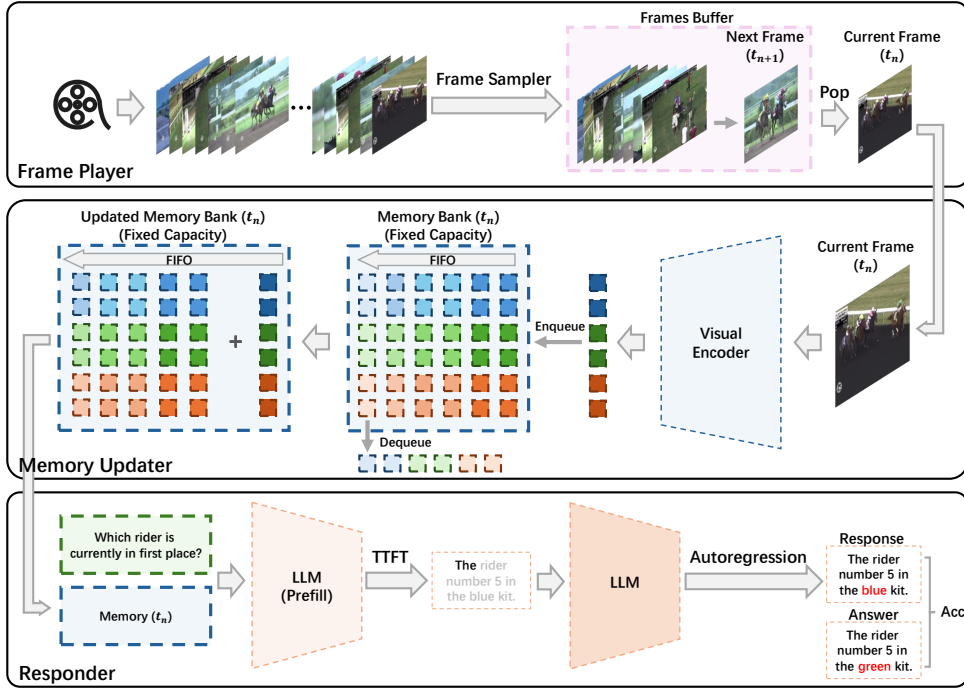 Frames Buffer
Next Frame
(t_{n+1})
Current Frame
(t_n)
Frame Sampler
Pop
Frame Player
Updated Memory Bank (t_n)
(Fixed Capacity)
FIFO
+
Memory Bank (t_n)
(Fixed Capacity)
FIFO
Enqueue
Dequeue
Visual
Encoder
Current Frame
(t_n)
Memory Updater
Which rider is
currently in first place?
Memory (t_n)
LLM
(Prefill)
TTFT
The rider
number 5 in
the blue kit.
LLM
Autoregression
Response
The rider
number 5 in
the blue kit.
Answer
The rider
number 5 in
the green kit.
Acc
Responder